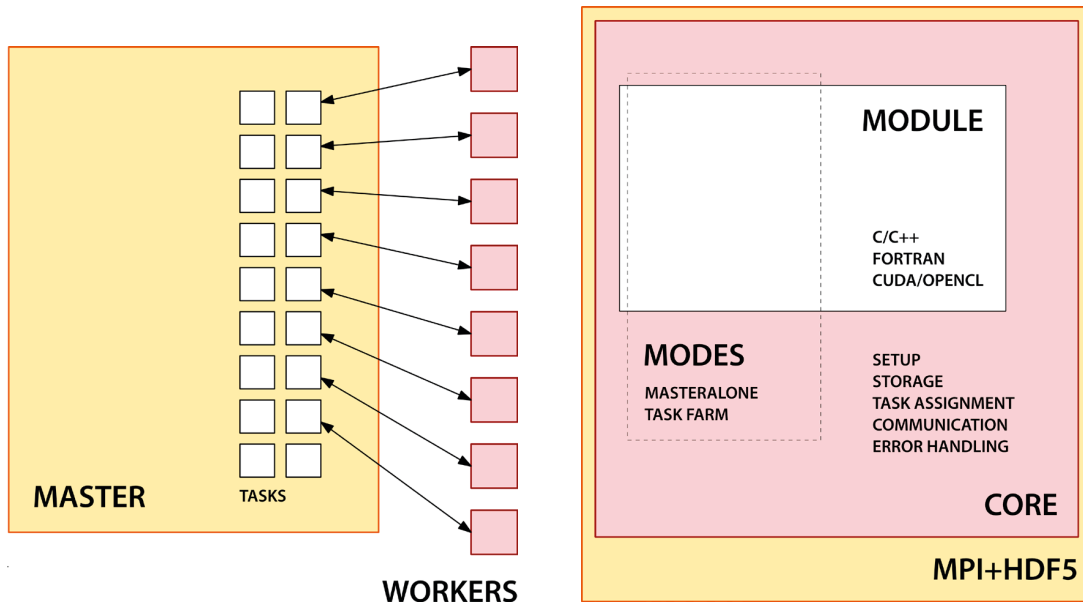 MASTER
TASKS
WORKERS
MODULE
C/C++
FORTRAN
CUDA/OPENCL
MODES
MASTERALONE
TASK FARM
SETUP
STORAGE
TASK ASSIGNMENT
COMMUNICATION
ERROR HANDLING
CORE
MPI+HDF5